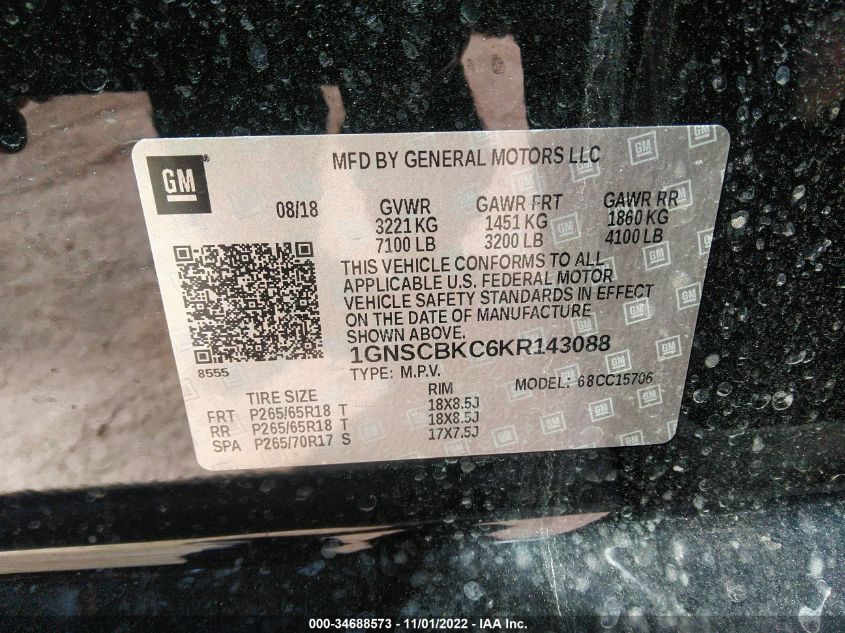 GM®
MFD BY GENERAL MOTORS LLC
08/18 GVWR GAWR FRT GAWR RR
3221 KG 1451 KG 1860 KG
7100 LB 3200 LB 4100 LB
THIS VEHICLE CONFORMS TO ALL
APPLICABLE U.S. FEDERAL MOTOR
VEHICLE SAFETY STANDARDS IN EFFECT
ON THE DATE OF MANUFACTURE
SHOWN ABOVE.
8555
1GNSCBKC6KR143088
TYPE: M.P.V. MODEL: 68CC15706
TIRE SIZE RIM
FRT P265/65R18 T 18X8.5J
RR P265/65R18 T 18X8.5J
SPA P265/70R17 S 17X7.5J
000-34688573 - 11/01/2022 - IAA Inc.